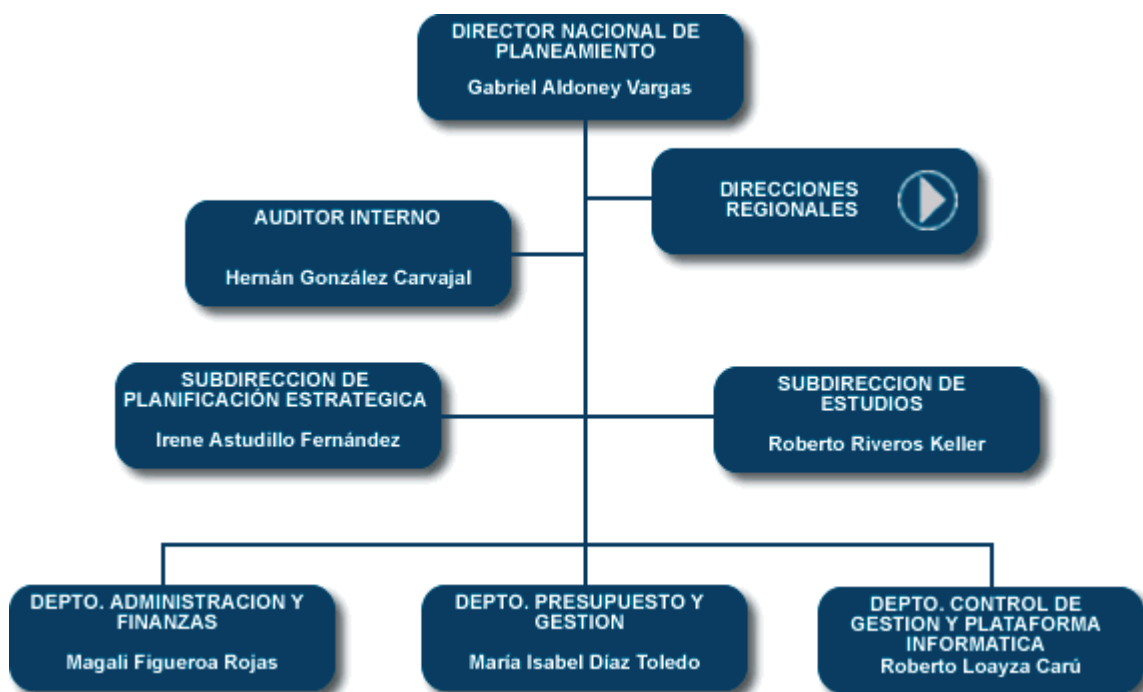 DIRECTOR NACIONAL DE
PLANEAMIENTO
Gabriel Aldoney Vargas
DIRECCIONES
REGIONALES
AUDITOR INTERNO
Hernán González Carvajal
SUBDIRECCION DE
PLANIFICACIÓN ESTRATEGICA
Irene Astudillo Fernández
SUBDIRECCION DE
ESTUDIOS
Roberto Riveros Keller
DEPTO. ADMINISTRACION Y
FINANZAS
Magali Figueroa Rojas
DEPTO. PRESUPUESTO Y
GESTION
María Isabel Díaz Toledo
DEPTO. CONTROL DE
GESTION Y PLATAFORMA
INFORMATICA
Roberto Loayza Carú